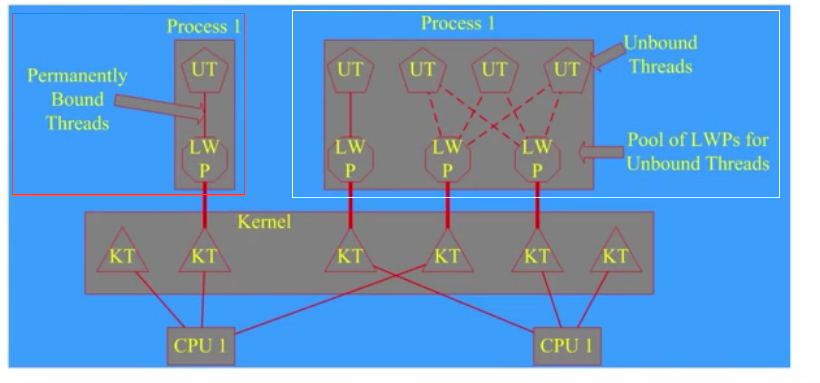 Process 1
Process 1
Permanently
Bound
Threads
UT
UT
UT
UT
UT
Unbound
Threads
LW
P
LW
P
LW
P
LW
P
Pool of LWPs for
Unbound Threads
Kernel
KT
KT
KT
KT
KT
KT
CPU 1
CPU 1